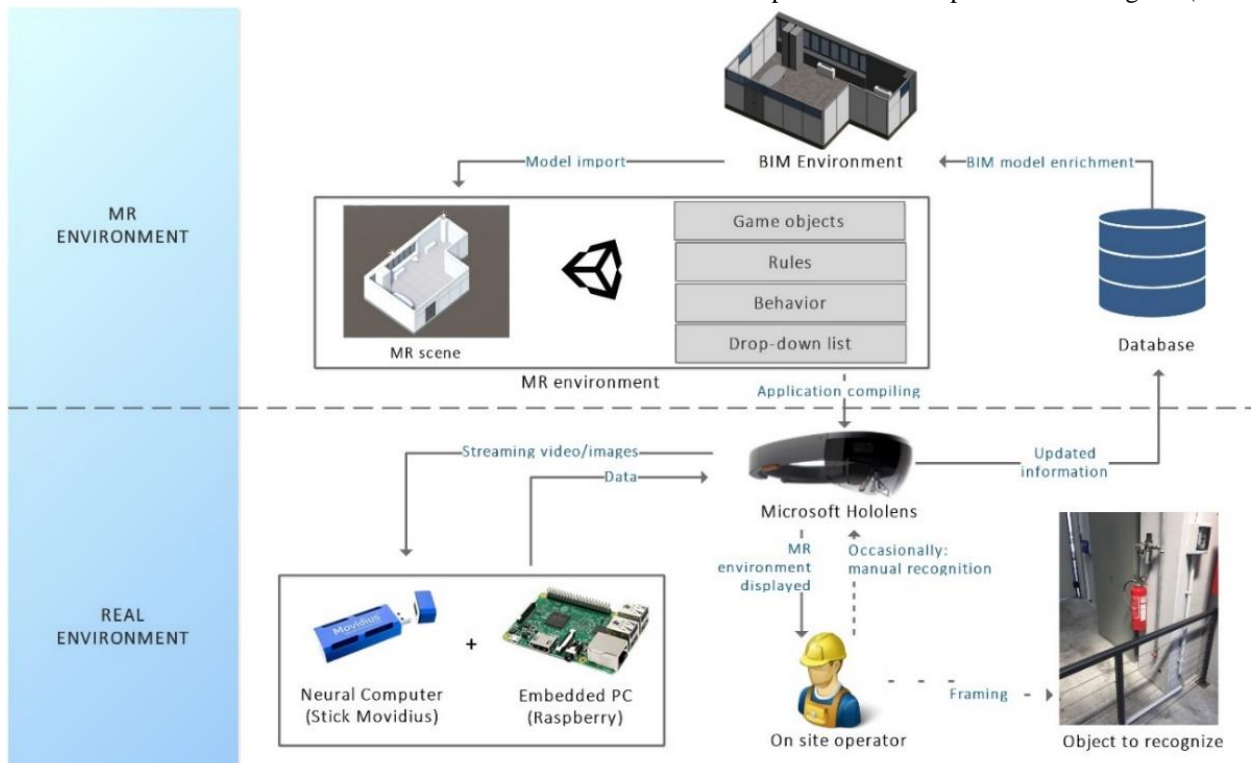 MR
ENVIRONMENT
BIM Environment
Model import
BIM model enrichment
Game objects
Rules
Behavior
Drop-down list
MR scene
MR environment
Database
Application compiling
REAL
ENVIRONMENT
Streaming video/images
Data
Microsoft Hololens
Updated
information
MR
environment
displayed
Occasionally:
manual recognition
Movidius
+
Neural Computer
(Stick Movidius)
Embedded PC
(Raspberry)
On site operator
Framing
Object to recognize